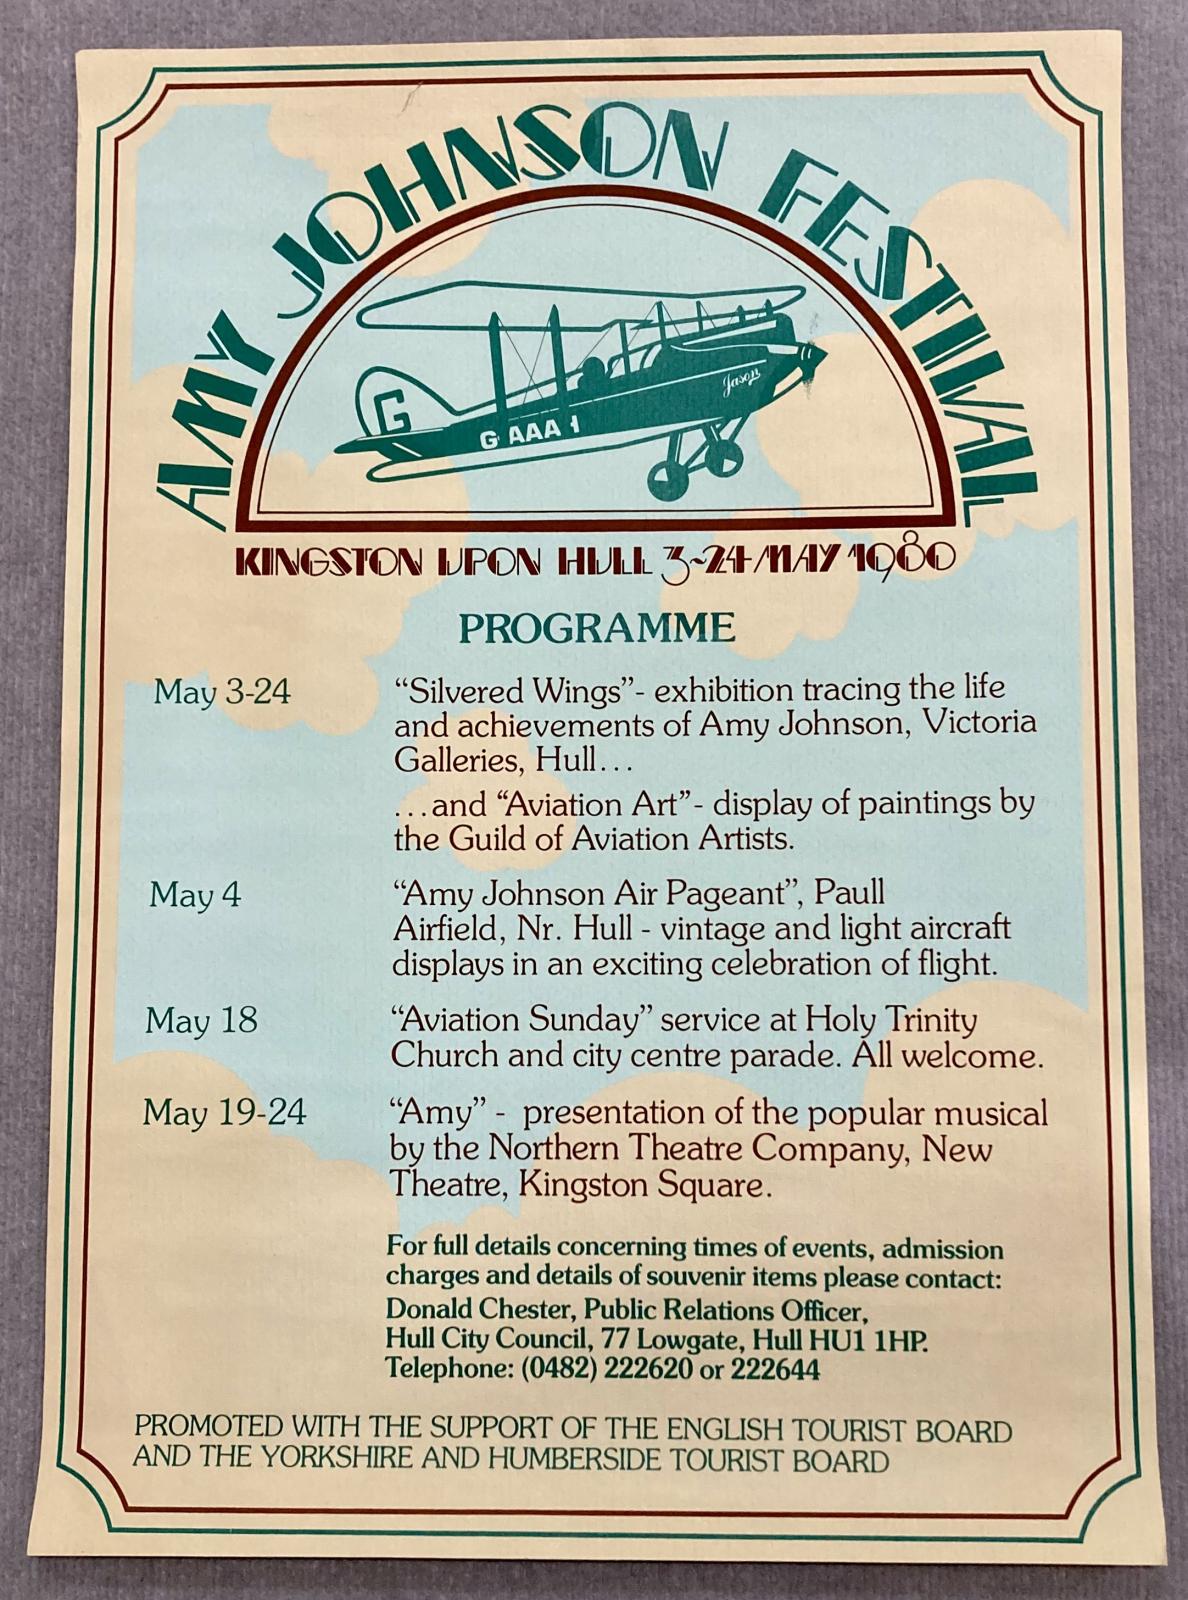 AMY JOHNSON FESTIVAL
Jason
G
G AAAH
KINGSTON UPON HULL 3~24 MAY 1980
PROGRAMME
May 3-24
“Silvered Wings”- exhibition tracing the life
and achievements of Amy Johnson, Victoria
Galleries, Hull...
...and “Aviation Art”- display of paintings by
the Guild of Aviation Artists.
May 4
“Amy Johnson Air Pageant”, Paull
Airfield, Nr. Hull - vintage and light aircraft
displays in an exciting celebration of flight.
May 18
“Aviation Sunday” service at Holy Trinity
Church and city centre parade. All welcome.
May 19-24
“Amy” - presentation of the popular musical
by the Northern Theatre Company, New
Theatre, Kingston Square.
For full details concerning times of events, admission
charges and details of souvenir items please contact:
Donald Chester, Public Relations Officer,
Hull City Council, 77 Lowgate, Hull HU1 1HP.
Telephone: (0482) 222620 or 222644
PROMOTED WITH THE SUPPORT OF THE ENGLISH TOURIST BOARD
AND THE YORKSHIRE AND HUMBERSIDE TOURIST BOARD